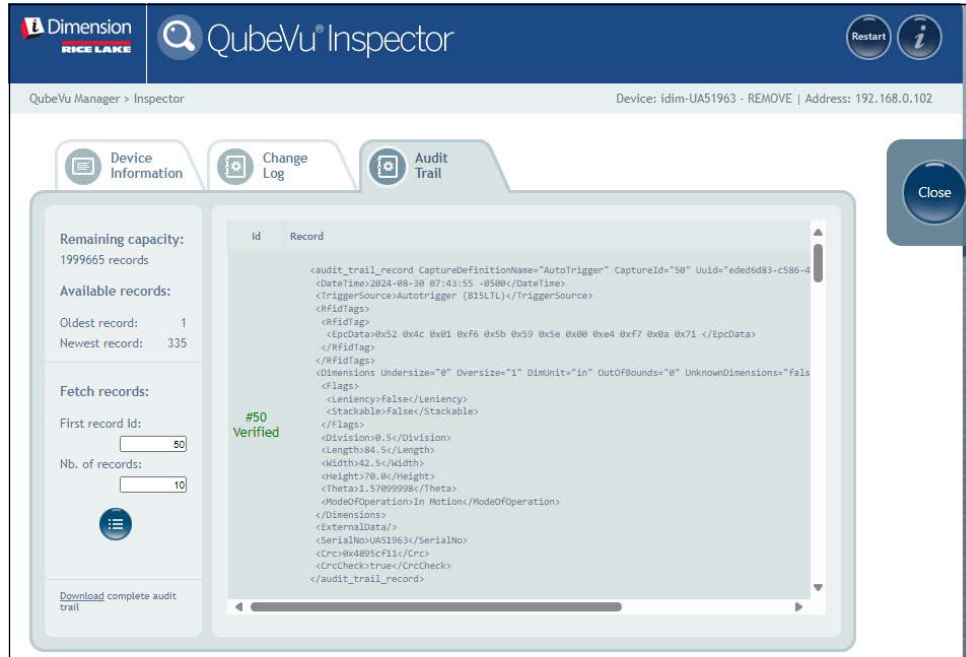 iDimension
RICE LAKE
QubeVu® Inspector
Restart
i
QubeVu Manager > Inspector
Device: idim-UA51963 - REMOVE | Address: 192.168.0.102
Device
Information
Change
Log
Audit
Trail
Close
Remaining capacity:
1999665 records
Available records:
Oldest record: 1
Newest record: 335
Fetch records:
First record Id:
50
Nb. of records:
10
Download complete audit
trail
Id Record
#50
Verified
<audit_trail_record CaptureDefinitionName="AutoTrigger" CaptureId="50" Uuid="eded6d83-c586-4
<DateTime>2024-08-30 07:43:55 -0500</DateTime>
<TriggerSource>Autotrigger (B15LTL)</TriggerSource>
<RfidTags>
<RfidTag>
<EpcData>0x52 0x4c 0x01 0xf6 0x5b 0x59 0x5e 0x00 0xe4 0xf7 0x0a 0x71 </EpcData>
</RfidTag>
</RfidTags>
<Dimensions Undersize="0" Oversize="1" DimUnit="in" OutOfBounds="0" UnknownDimensions="fals
<Flags>
<Leniency>false</Leniency>
<Stackable>false</Stackable>
</Flags>
<Division>0.5</Division>
<Length>84.5</Length>
<Width>42.5</Width>
<Height>70.0</Height>
<Theta>1.57099998</Theta>
<ModeOfOperation>In Motion</ModeOfOperation>
</Dimensions>
<ExternalData/>
<SerialNo>UA51963</SerialNo>
<Crc>0x4895cf11</Crc>
<CrcCheck>true</CrcCheck>
</audit_trail_record>